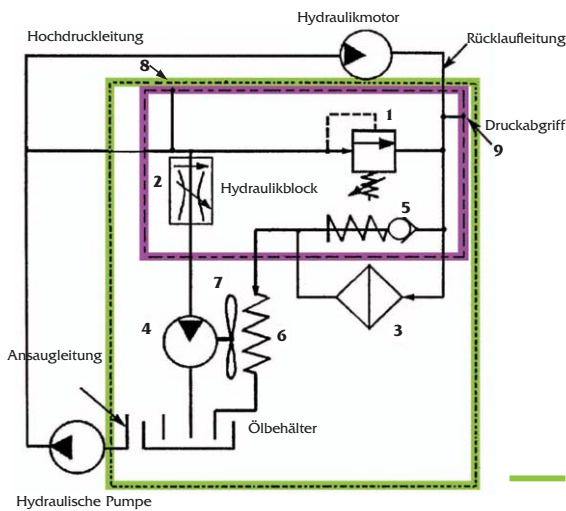 Hydraulikmotor
Hochdruckleitung
Rücklaufleitung
8
1
Druckabgriff
9
2
Hydraulikblock
5
7
4
6
3
Ansaugleitung
Ölbehälter
Hydraulische Pumpe